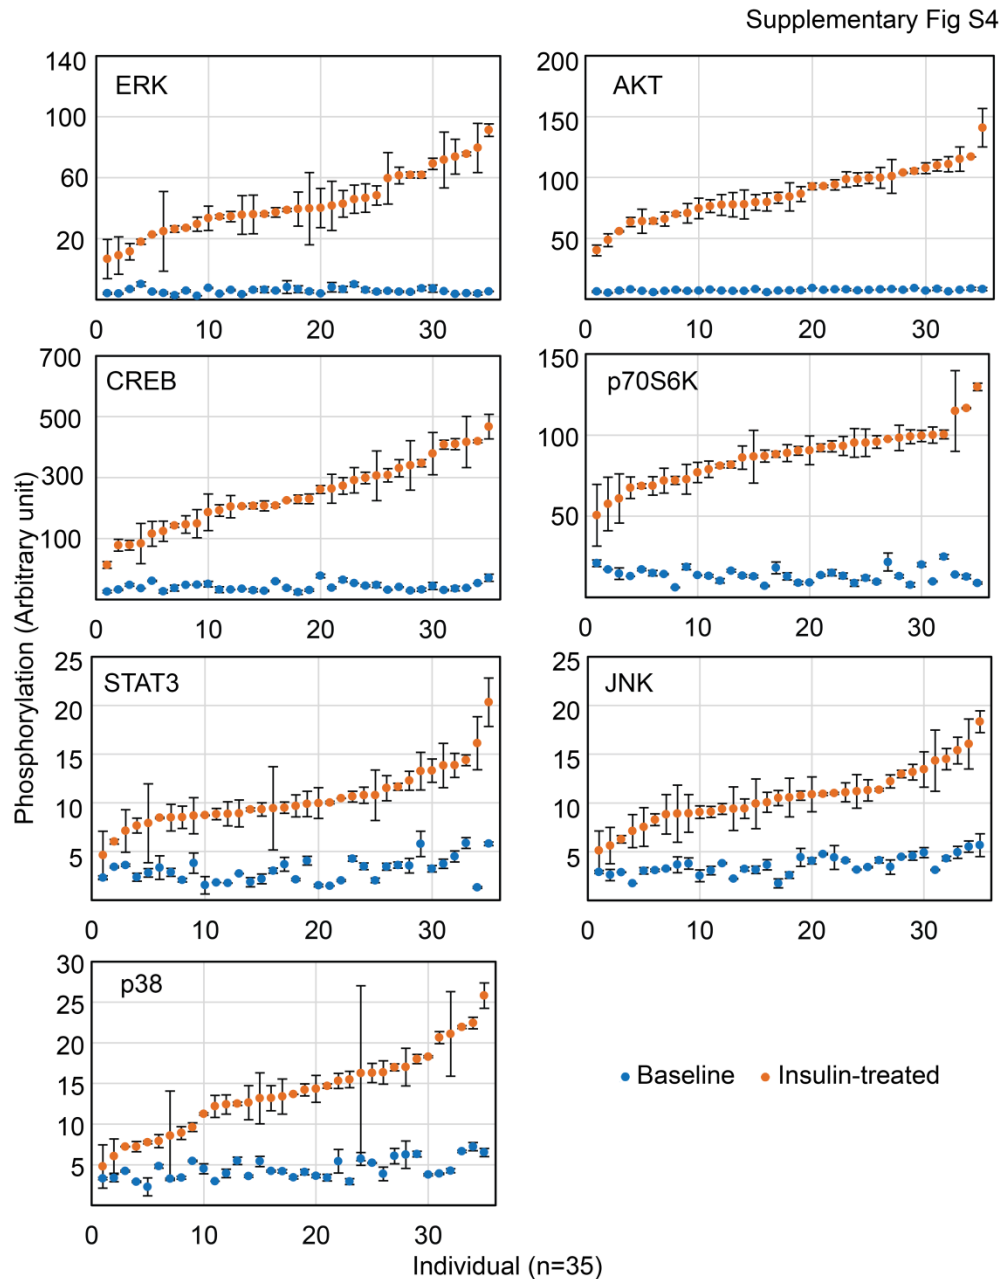 Supplementary Fig S4
140
100
60
20
ERK
0 10 20 30
200
150
100
50
AKT
0 10 20 30
700
500
300
100
CREB
0 10 20 30
150
100
50
p70S6K
0 10 20 30
Phosphorylation (Arbitrary unit)
25
20
15
10
5
STAT3
0 10 20 30
25
20
15
10
5
JNK
0 10 20 30
30
25
20
15
10
5
p38
0 10 20 30
Baseline Insulin-treated
Individual (n=35)